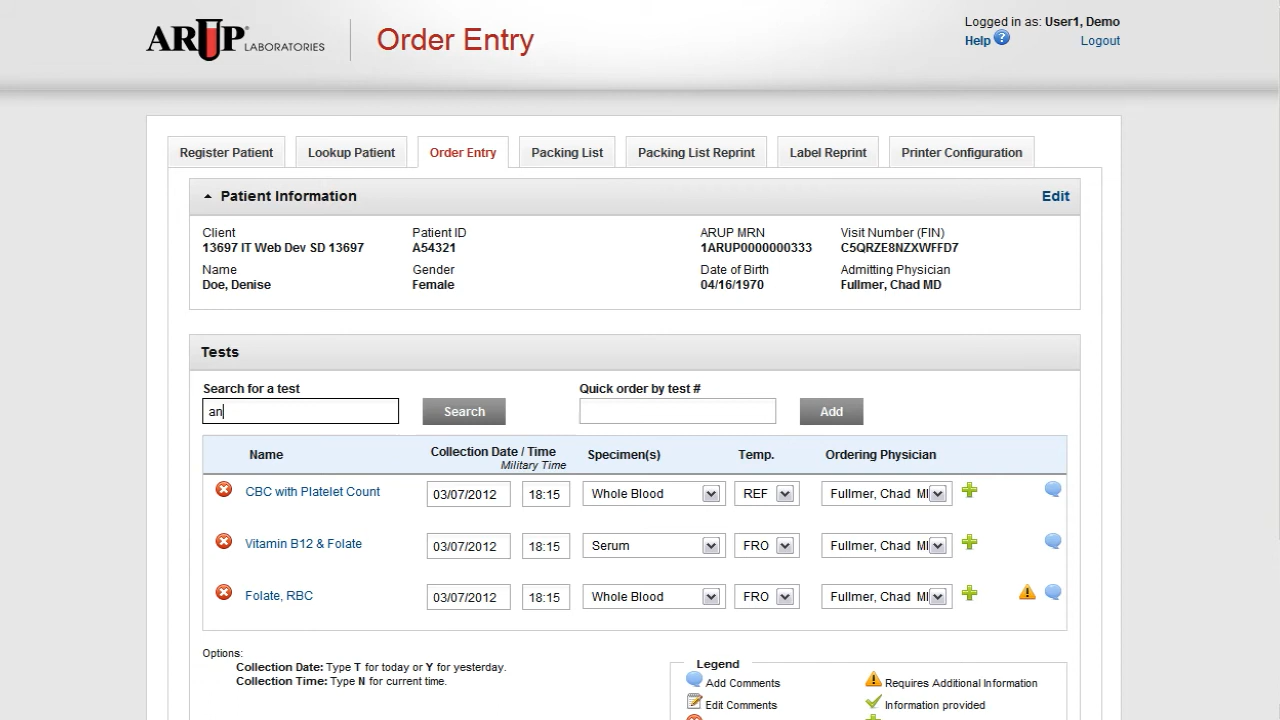 ARUP LABORATORIES
Order Entry
Logged in as: User1, Demo
Help ?
Logout
Register Patient
Lookup Patient
Order Entry
Packing List
Packing List Reprint
Label Reprint
Printer Configuration
Patient Information
Edit
Client
13697 IT Web Dev SD 13697
Patient ID
A54321
ARUP MRN
1ARUP0000000333
Visit Number (FIN)
C5QRZE8NZXWFFD7
Name
Doe, Denise
Gender
Female
Date of Birth
04/16/1970
Admitting Physician
Fullmer, Chad MD
Tests
Search for a test
an
Search
Quick order by test #
Add
Name
Collection Date / Time
Military Time
Specimen(s)
Temp.
Ordering Physician
CBC with Platelet Count 03/07/2012 18:15 Whole Blood REF Fullmer, Chad
Vitamin B12 & Folate 03/07/2012 18:15 Serum FRO Fullmer, Chad
Folate, RBC 03/07/2012 18:15 Whole Blood FRO Fullmer, Chad
Options:
Collection Date: Type T for today or Y for yesterday.
Collection Time: Type N for current time.
Legend
Add Comments
Requires Additional Information
Edit Comments
Information provided